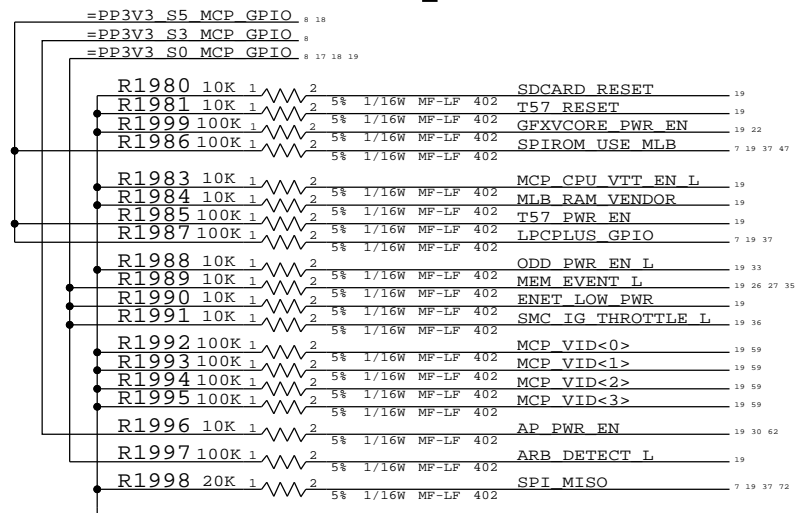 =PP3V3_S5_MCP_GPIO 8 18
=PP3V3_S3_MCP_GPIO 8
=PP3V3_S0_MCP_GPIO 8 17 18 19
R1980 10K 1 2 SDCARD_RESET 19
5% 1/16W MF-LF 402
R1981 10K 1 2 T57_RESET 19
5% 1/16W MF-LF 402
R1999 100K 1 2 GFXVCORE_PWR_EN 19 22
5% 1/16W MF-LF 402
R1986 100K 1 2 SPIROM_USE_MLB 7 19 37 47
5% 1/16W MF-LF 402
R1983 10K 1 2 MCP_CPU_VTT_EN_L 19
5% 1/16W MF-LF 402
R1984 10K 1 2 MLB_RAM_VENDOR 19
5% 1/16W MF-LF 402
R1985 100K 1 2 T57_PWR_EN 19
5% 1/16W MF-LF 402
R1987 100K 1 2 LPCPLUS_GPIO 7 19 37
5% 1/16W MF-LF 402
R1988 10K 1 2 ODD_PWR_EN_L 19 33
5% 1/16W MF-LF 402
R1989 10K 1 2 MEM_EVENT_L 19 26 27 35
5% 1/16W MF-LF 402
R1990 10K 1 2 ENET_LOW_PWR 19
5% 1/16W MF-LF 402
R1991 10K 1 2 SMC_IG_THROTTLE_L 19 36
5% 1/16W MF-LF 402
R1992 100K 1 2 MCP_VID<0> 19 59
5% 1/16W MF-LF 402
R1993 100K 1 2 MCP_VID<1> 19 59
5% 1/16W MF-LF 402
R1994 100K 1 2 MCP_VID<2> 19 59
5% 1/16W MF-LF 402
R1995 100K 1 2 MCP_VID<3> 19 59
5% 1/16W MF-LF 402
R1996 10K 1 2 AP_PWR_EN 19 30 62
5% 1/16W MF-LF 402
R1997 100K 1 2 ARB_DETECT_L 19
5% 1/16W MF-LF 402
R1998 20K 1 2 SPI_MISO 7 19 37 72
5% 1/16W MF-LF 402